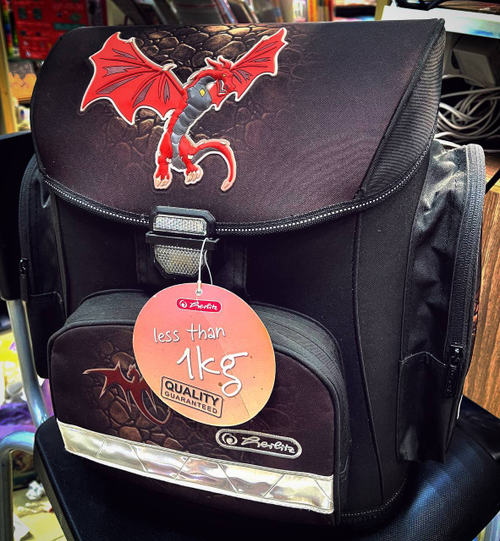 Herlitz
less than
1kg
QUALITY
GUARANTEED
Herlitz